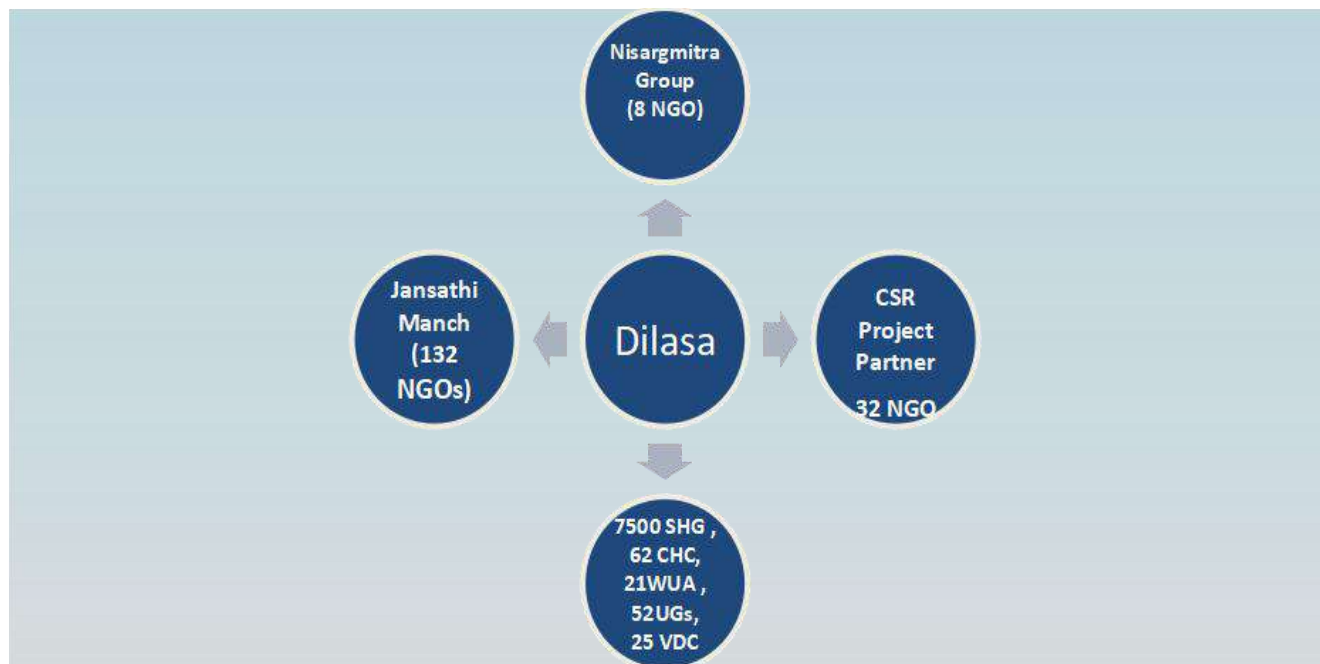 Nisargmitra
Group
(8 NGO)
Jansathi
Manch
(132
NGOs)
Dilasa
CSR
Project
Partner
32 NGO
7500 SHG ,
62 CHC,
21WUA ,
52UGs,
25 VDC